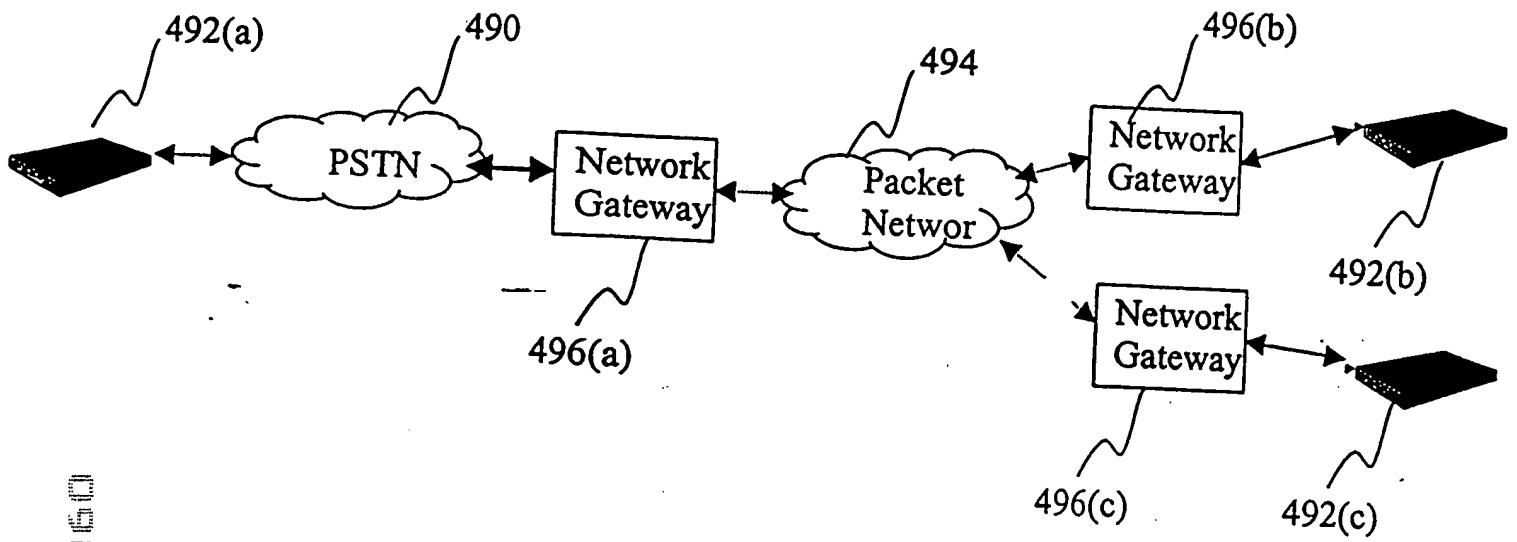 492(a)
490
494
496(b)
PSTN
Network
Gateway
Packet
Networ
Network
Gateway
492(b)
496(a)
Network
Gateway
496(c)
492(c)